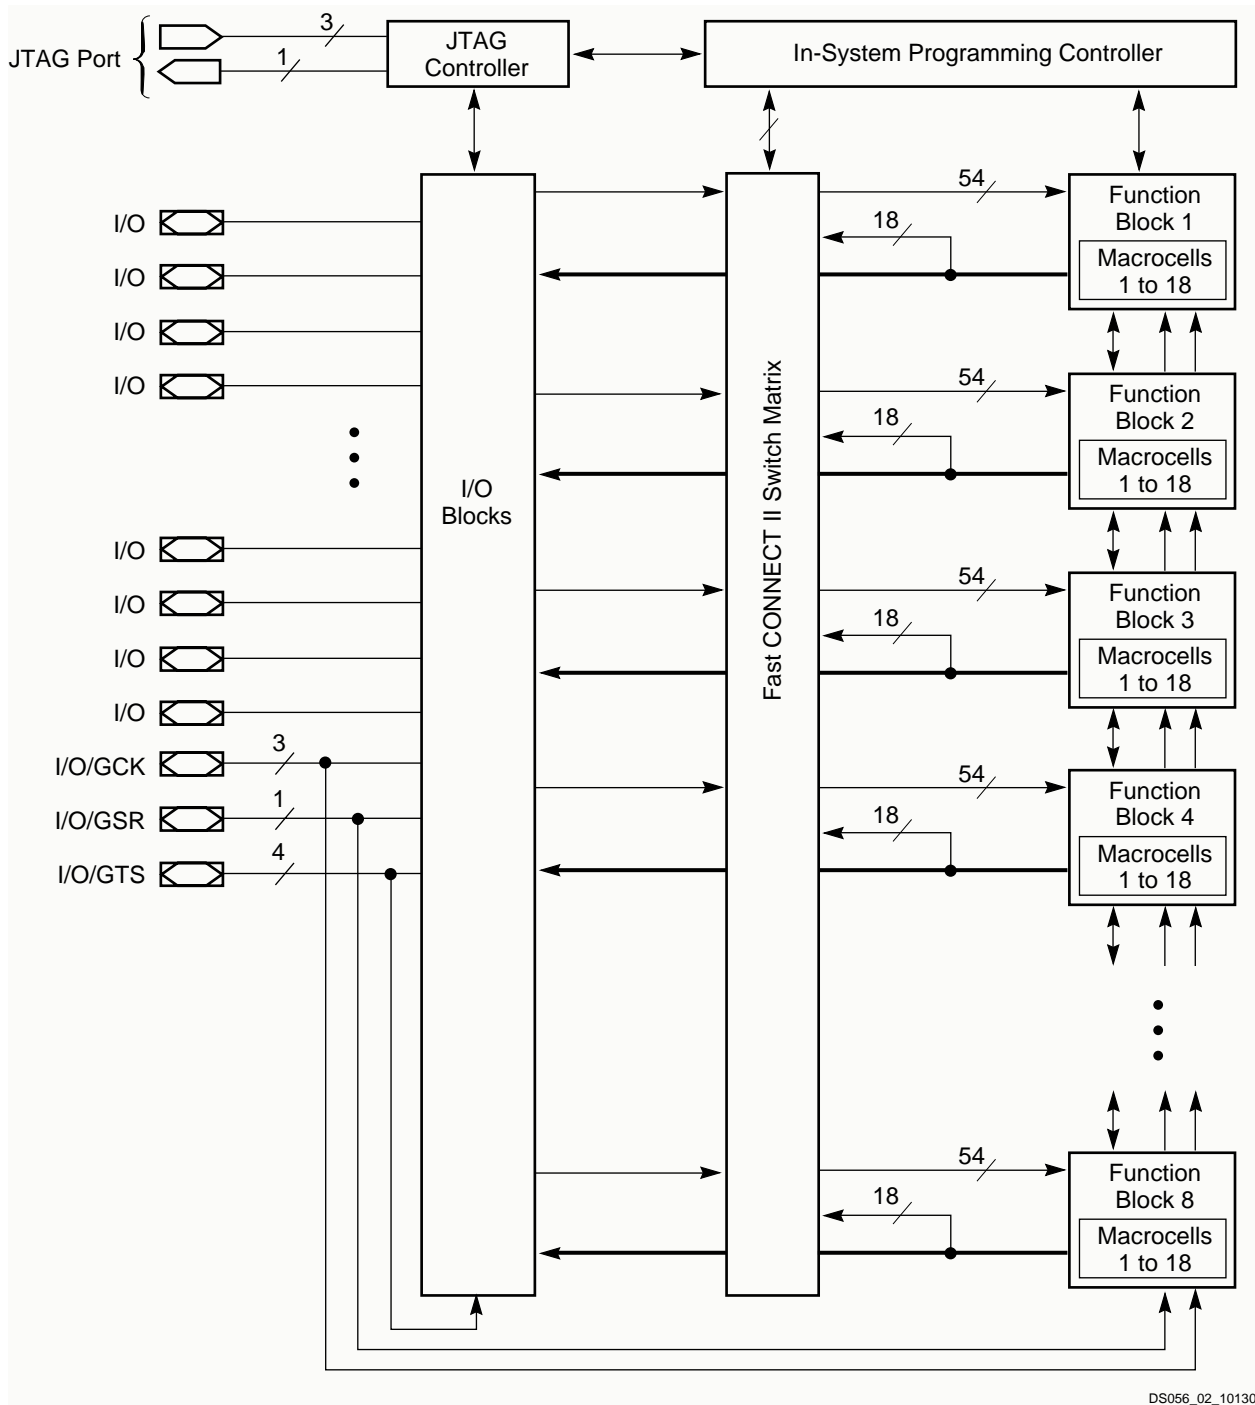 JTAG Port
3
1
JTAG
Controller
In-System Programming Controller
I/O
I/O
I/O
I/O
I/O
I/O
I/O
I/O
I/O/GCK
3
I/O/GSR
1
I/O/GTS
4
I/O
Blocks
Fast CONNECT II Switch Matrix
54
18
Function
Block 1
Macrocells
1 to 18
54
18
Function
Block 2
Macrocells
1 to 18
54
18
Function
Block 3
Macrocells
1 to 18
54
18
Function
Block 4
Macrocells
1 to 18
54
18
Function
Block 8
Macrocells
1 to 18
DS056_02_10130